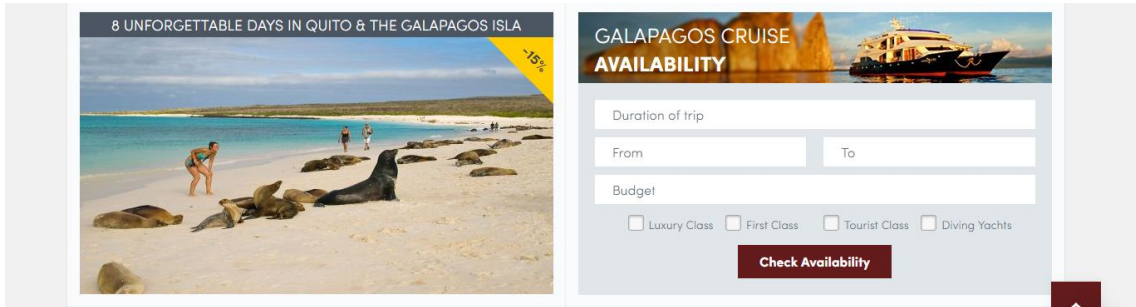 8 UNFORGETTABLE DAYS IN QUITO & THE GALAPAGOS ISLA
-15%
GALAPAGOS CRUISE
AVAILABILITY
Duration of trip
From To
Budget
Luxury Class First Class Tourist Class Diving Yachts
Check Availability